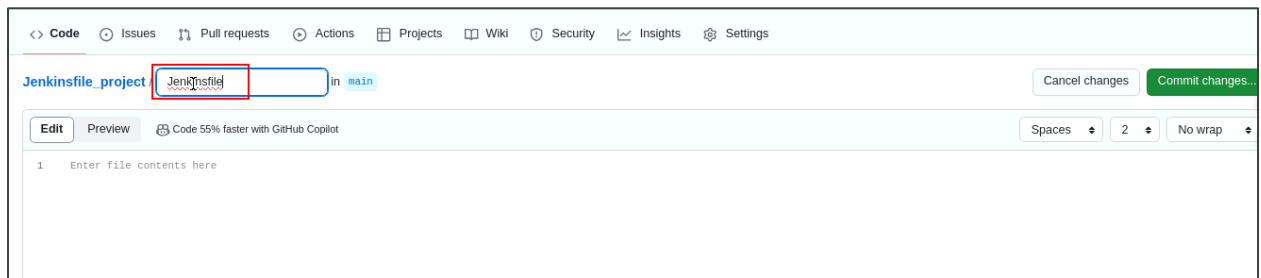 Code Issues Pull requests Actions Projects Wiki Security Insights Settings
Jenkinsfile_project / Jenkinsfile in main Cancel changes Commit changes...
Edit Preview Code 55% faster with GitHub Copilot Spaces 2 No wrap
1 Enter file contents here